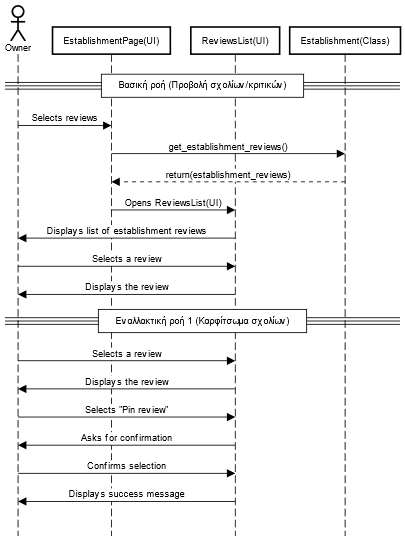 Owner
EstablishmentPage(UI)
ReviewsList(UI)
Establishment(Class)
Βασική ροή (Προβολή σχολίων/κριτικών)
Selects reviews
get_establishment_reviews()
return(establishment_reviews)
Opens ReviewsList(UI)
Displays list of establishment reviews
Selects a review
Displays the review
Εναλλακτική ροή 1 (Καρφίτσωμα σχολίων)
Selects a review
Displays the review
Selects "Pin review"
Asks for confirmation
Confirms selection
Displays success message